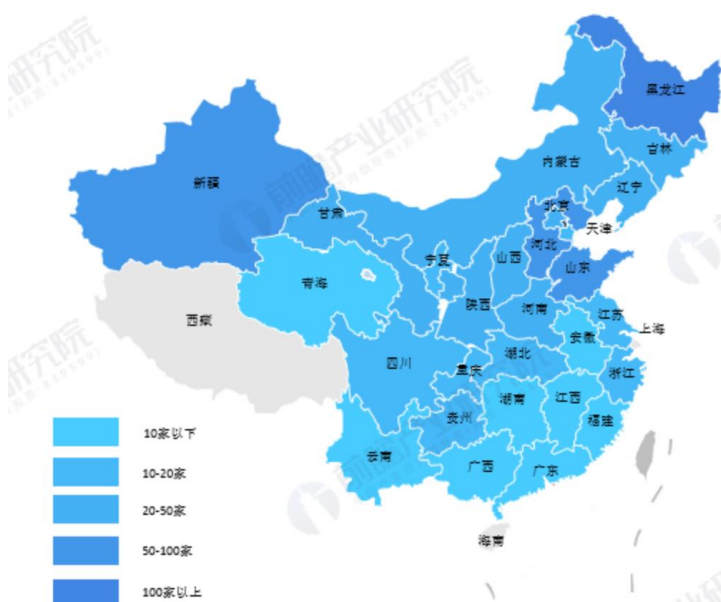 黑龙江
吉林
内蒙古
辽宁
新疆
北京
甘肃
天津
宁夏
山西
河北
山东
青海
陕西
河南
江苏
西藏
上海
安徽
湖北
四川
重庆
浙江
湖南
江西
贵州
福建
云南
广西
广东
海南
10家以下
10-20家
20-50家
50-100家
100家以上
前瞻产业研究院